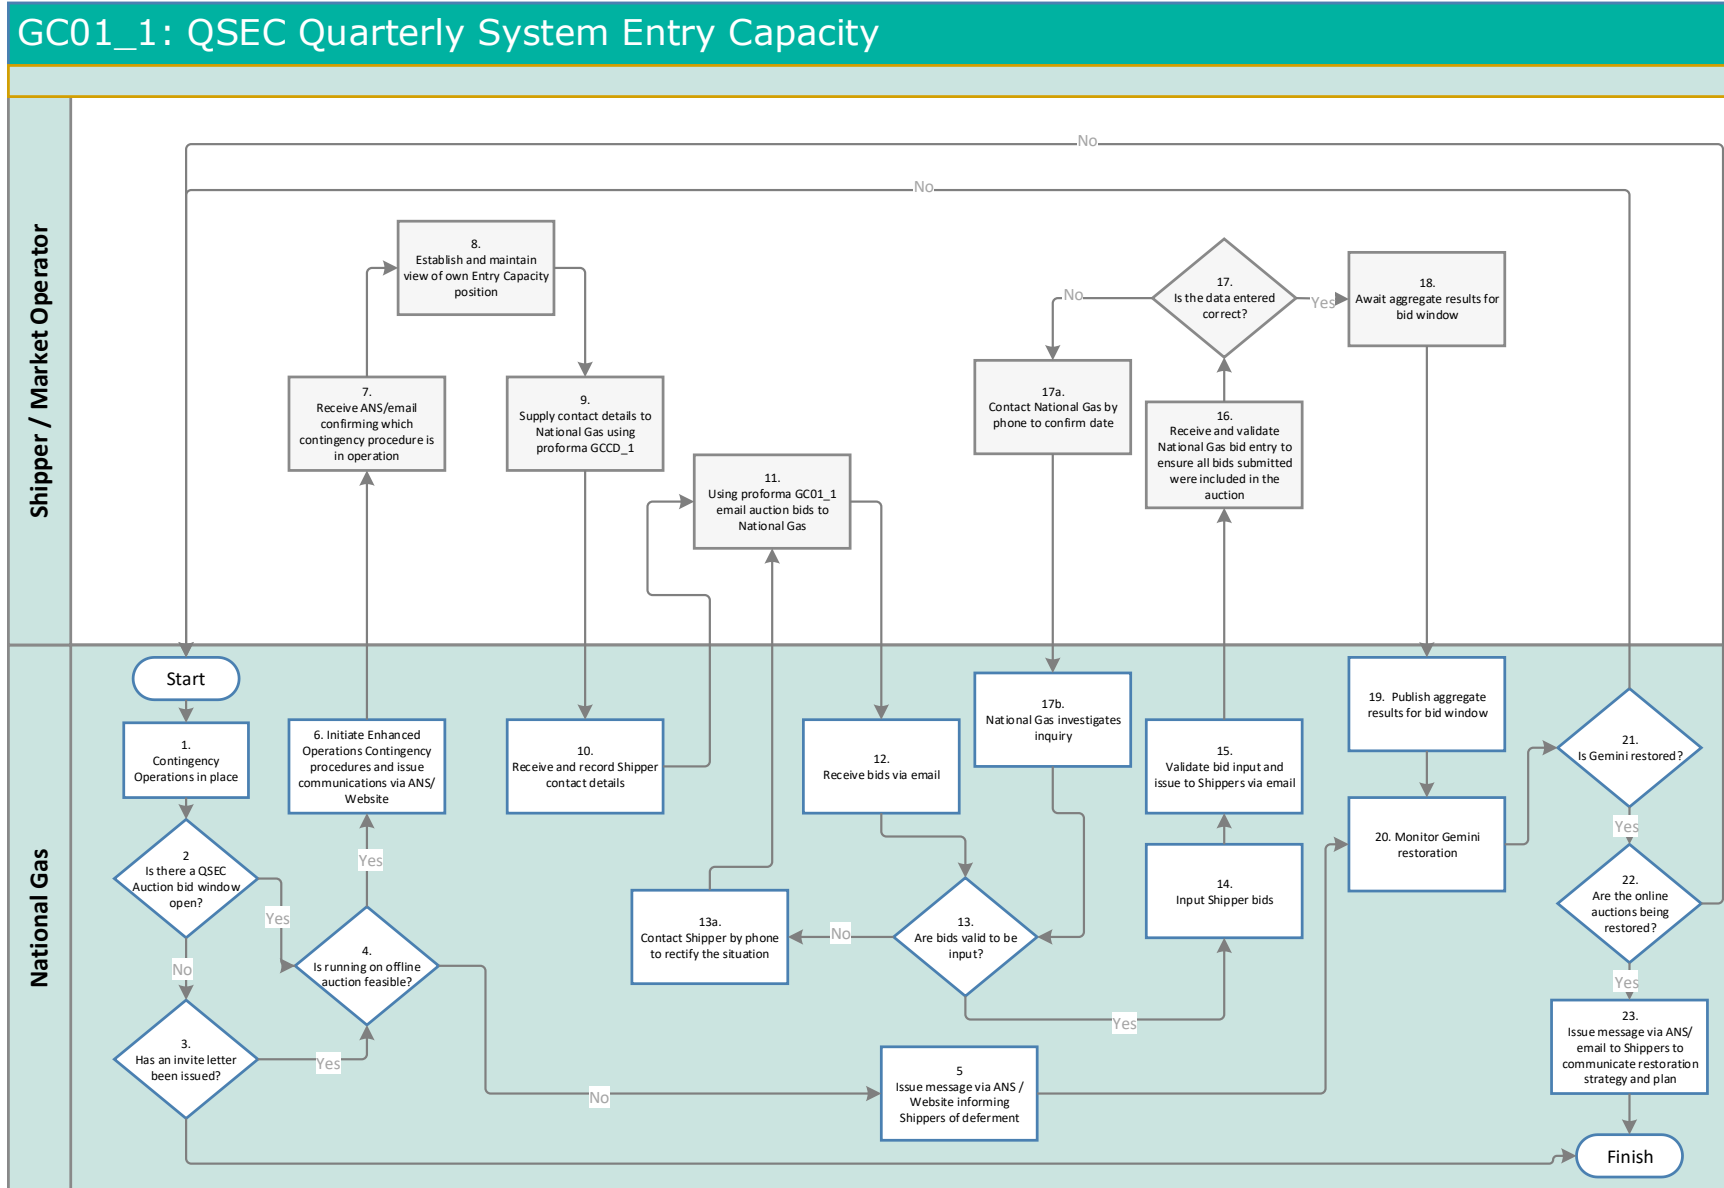 GC01_1: QSEC Quarterly System Entry Capacity
Shipper / Market Operator
No
No
8.
Establish and maintain
view of own Entry Capacity
position
17.
Is the data entered
correct?
No
Yes
18.
Await aggregate results for
bid window
7.
Receive ANS/email
confirming which
contingency procedure is
in operation
9.
Supply contact details to
National Gas using
proforma GCCD_1
17a.
Contact National Gas by
phone to confirm date
16.
Receive and validate
National Gas bid entry to
ensure all bids submitted
were included in the
auction
11.
Using proforma GC01_1
email auction bids to
National Gas
National Gas
Start
1.
Contingency
Operations in place
6. Initiate Enhanced
Operations Contingency
procedures and issue
communications via ANS/
Website
10.
Receive and record Shipper
contact details
12.
Receive bids via email
17b.
National Gas investigates
inquiry
15.
Validate bid input and
issue to Shippers via email
19. Publish aggregate
results for bid window
21.
Is Gemini restored?
Yes
2
Is there a QSEC
Auction bid window
open?
Yes
No
Yes
4.
Is running on offline
auction feasible?
13a.
Contact Shipper by phone
to rectify the situation
No
13.
Are bids valid to be
input?
Yes
14.
Input Shipper bids
20. Monitor Gemini
restoration
22.
Are the online
auctions being
restored?
Yes
3.
Has an invite letter
been issued?
Yes
No
5
Issue message via ANS /
Website informing
Shippers of deferment
23.
Issue message via ANS/
email to Shippers to
communicate restoration
strategy and plan
Finish